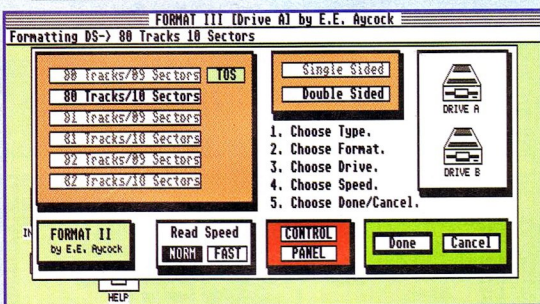 FORMAT III [Drive A] by E.E. Aycock
Formatting DS-> 80 Tracks 10 Sectors
80 Tracks/09 Sectors TOS
80 Tracks/10 Sectors
81 Tracks/09 Sectors
81 Tracks/10 Sectors
82 Tracks/09 Sectors
82 Tracks/10 Sectors
Single Sided
Double Sided
1. Choose Type.
2. Choose Format.
3. Choose Drive.
4. Choose Speed.
5. Choose Done/Cancel.
DRIVE A
DRIVE B
FORMAT II
by E.E. Aycock
Read Speed
NORM FAST
CONTROL
PANEL
Done Cancel
HELP